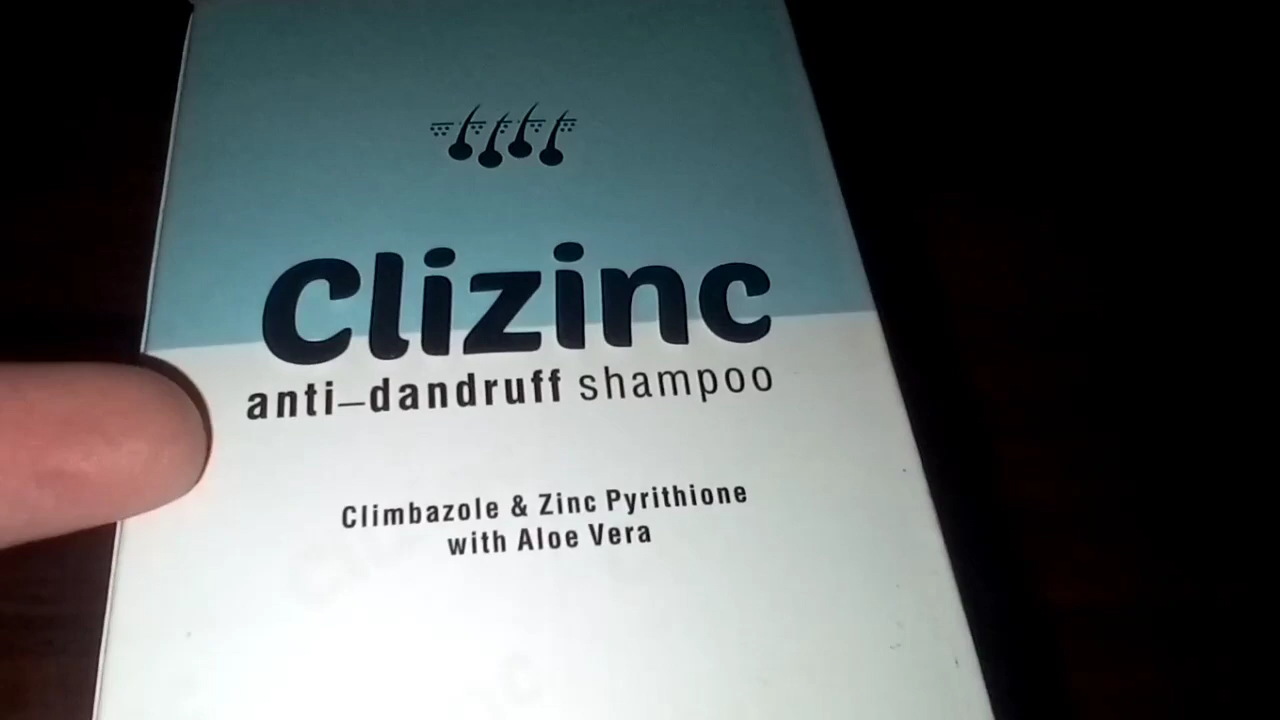 Clizinc
anti-dandruff shampoo
Climbazole & Zinc Pyrithione
with Aloe Vera